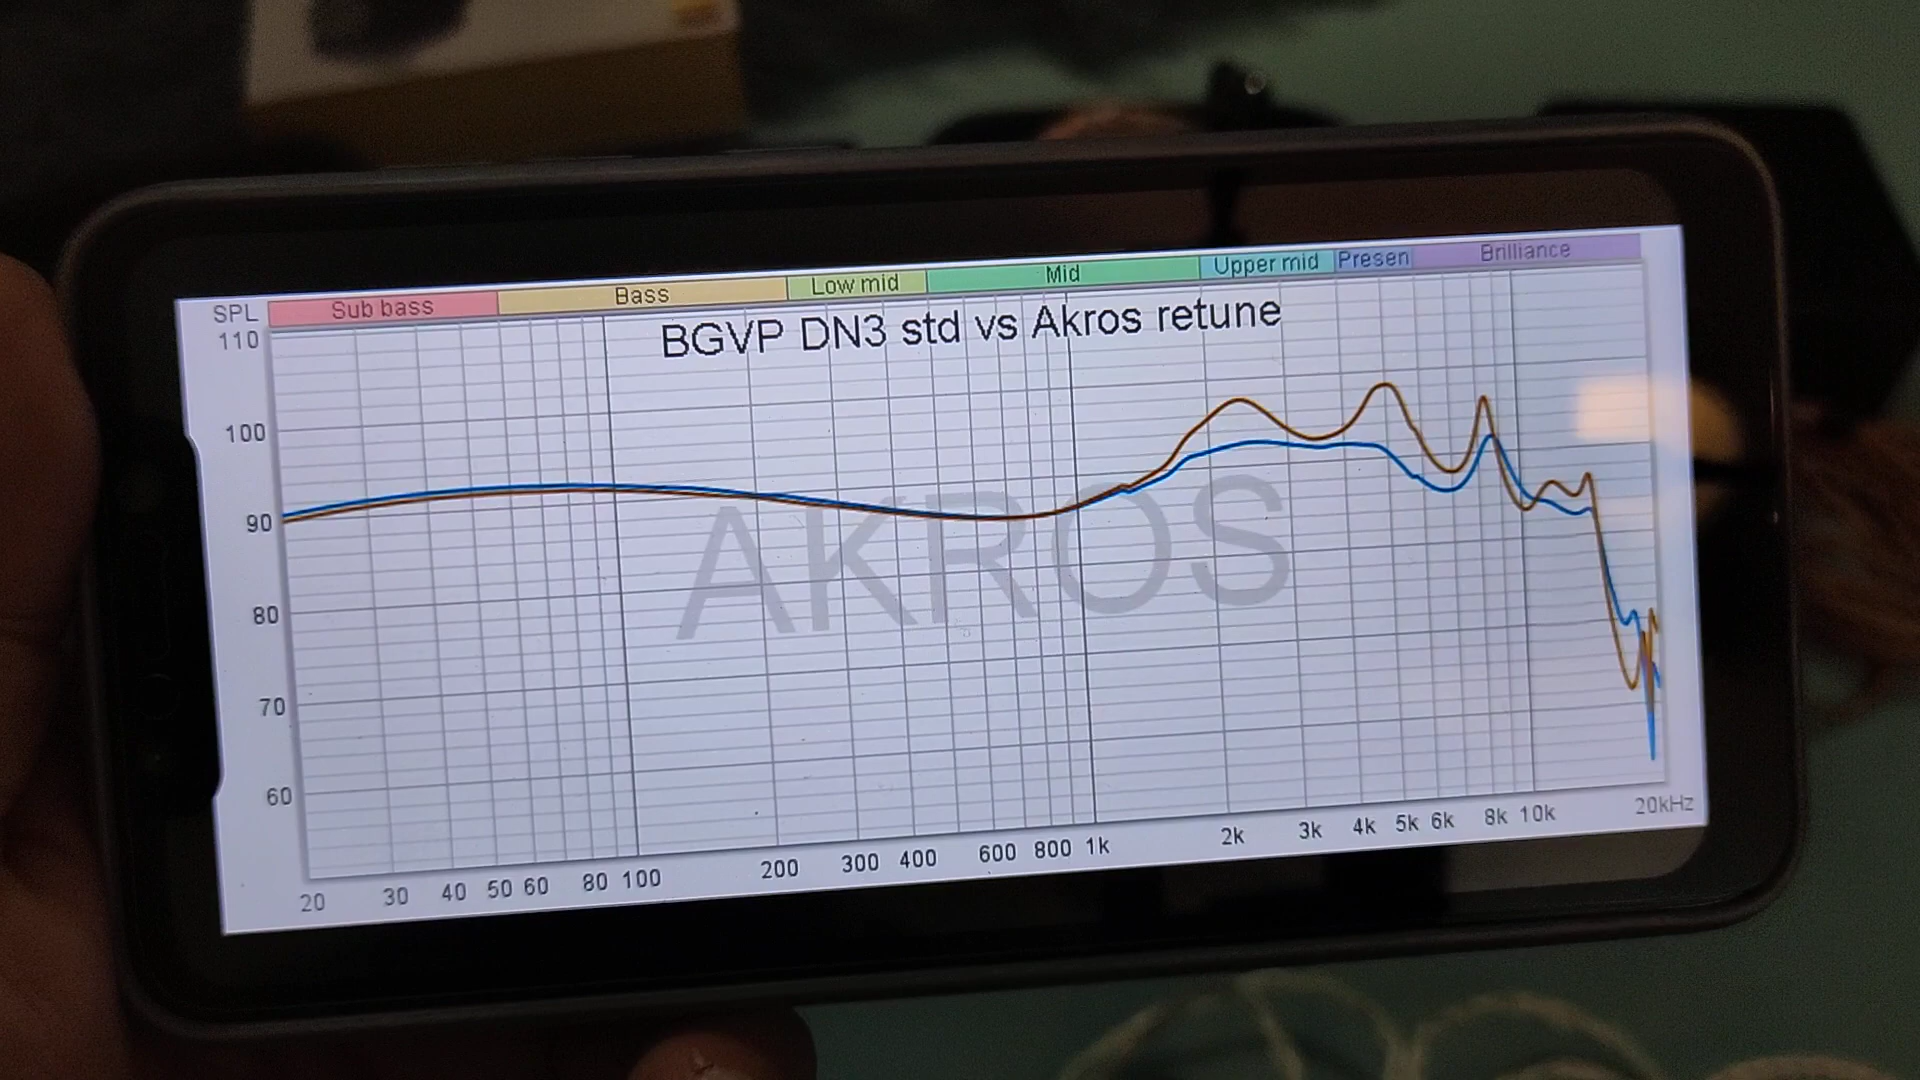 SPL
Sub bass Bass Low mid Mid Upper mid Presen Brilliance
110
BGVP DN3 std vs Akros retune
100
90
80
70
60
AKROS
20 30 40 50 60 80 100 200 300 400 600 800 1k 2k 3k 4k 5k 6k 8k 10k 20kHz